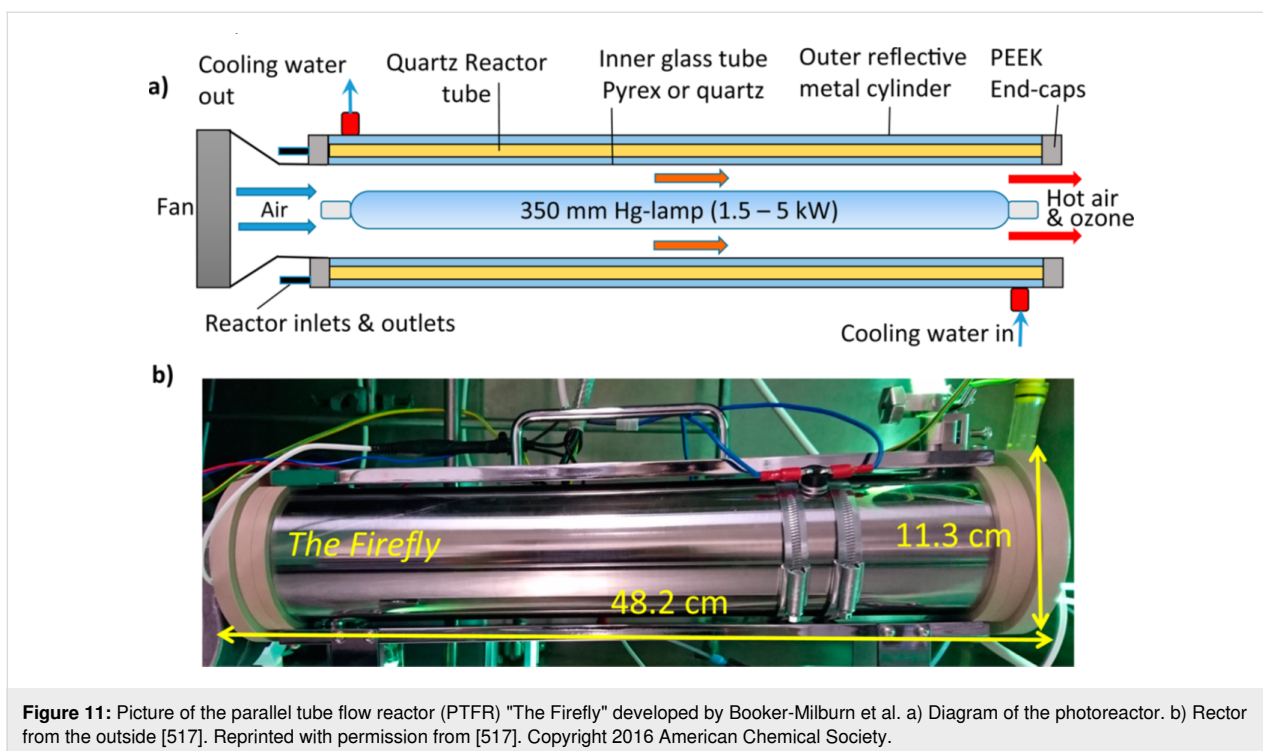 a)
Cooling water
out
Quartz Reactor
tube
Inner glass tube
Pyrex or quartz
Outer reflective
metal cylinder
PEEK
End-caps
Fan
Air
350 mm Hg-lamp (1.5 – 5 kW)
Hot air
& ozone
Reactor inlets & outlets
Cooling water in
b)
The Firefly
11.3 cm
48.2 cm
Figure 11: Picture of the parallel tube flow reactor (PTFR) "The Firefly" developed by Booker-Milburn et al. a) Diagram of the photoreactor. b) Rector
from the outside [517]. Reprinted with permission from [517]. Copyright 2016 American Chemical Society.